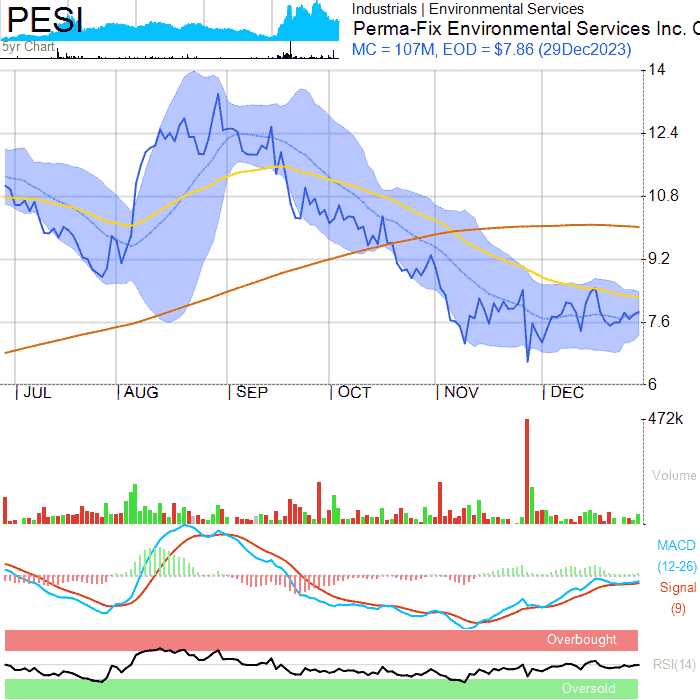 PESI
5yr Chart
Industrials | Environmental Services
Perma-Fix Environmental Services Inc. C
MC = 107M, EOD = $7.86 (29Dec2023)
14
12.4
10.8
9.2
7.6
6
JUL AUG SEP OCT NOV DEC
472k
Volume
MACD
(12-26)
Signal
(9)
Overbought
RSI(14)
Oversold